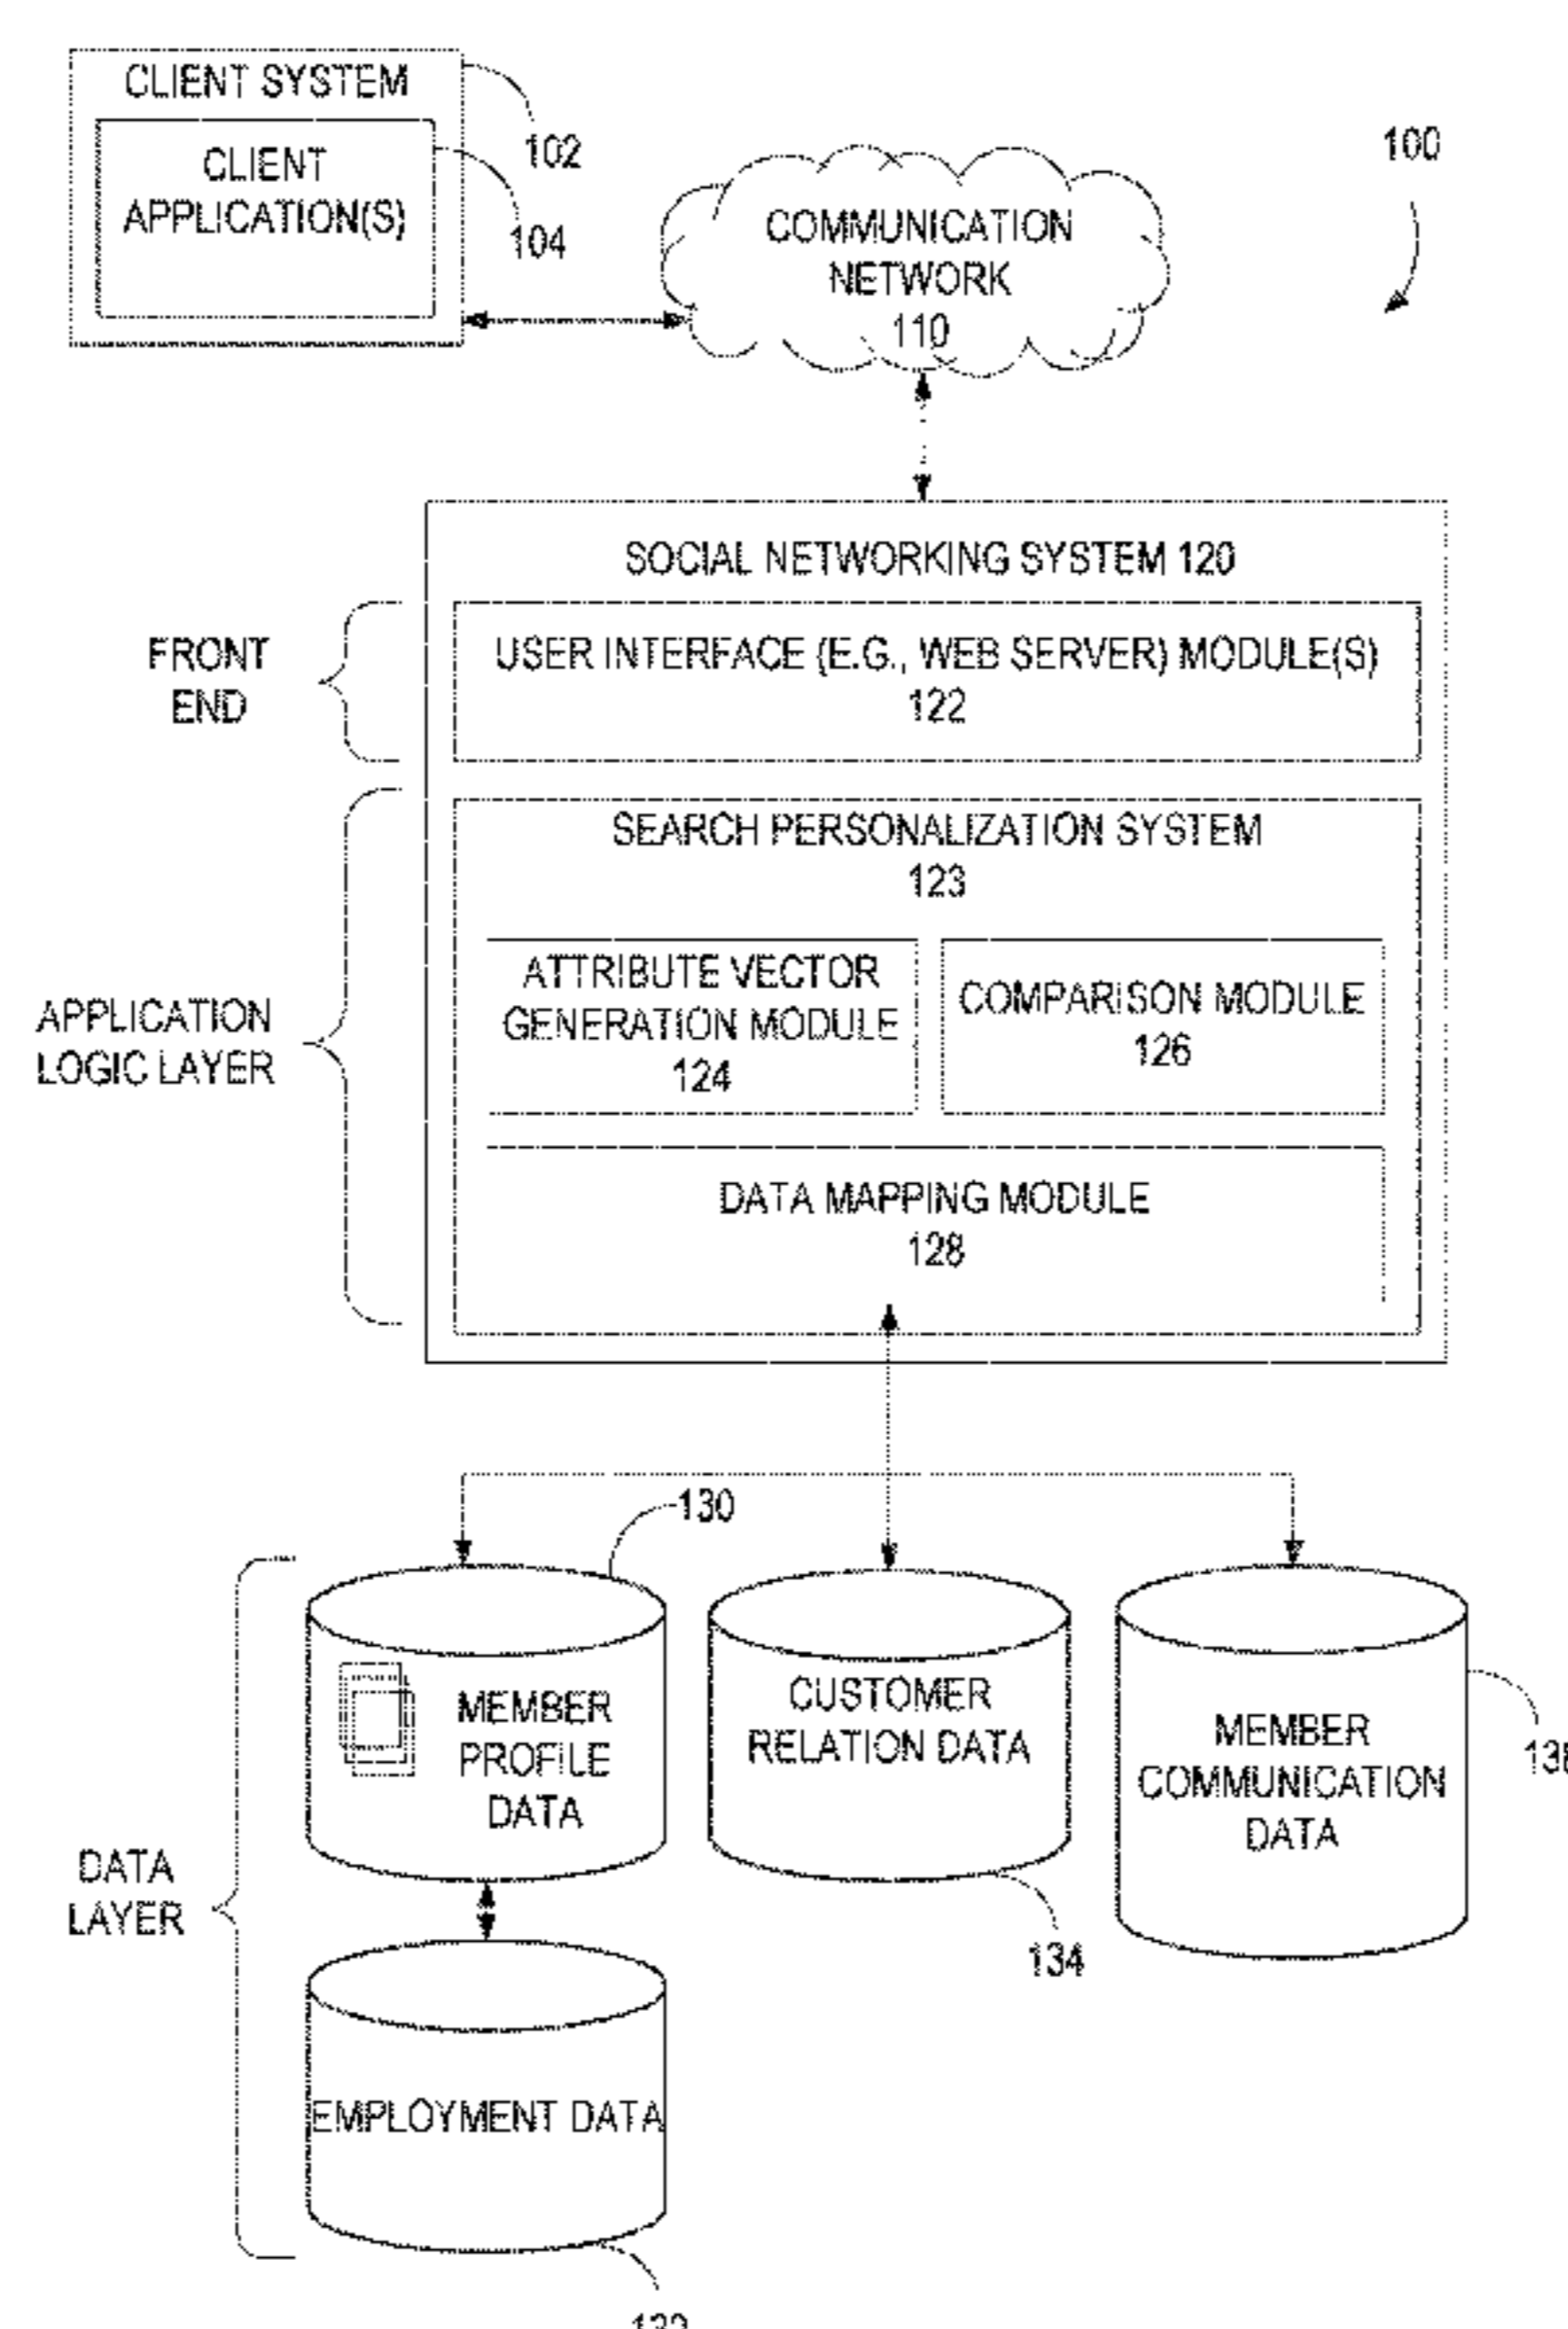 CLIENT SYSTEM
CLIENT
APPLICATION(S)
102
104
100
COMMUNICATION
NETWORK
110
SOCIAL NETWORKING SYSTEM 120
FRONT
END
USER INTERFACE (E.G., WEB SERVER) MODULE(S)
122
APPLICATION
LOGIC LAYER
SEARCH PERSONALIZATION SYSTEM
123
ATTRIBUTE VECTOR
GENERATION MODULE
124
COMPARISON MODULE
126
DATA MAPPING MODULE
128
130
DATA
LAYER
MEMBER
PROFILE
DATA
CUSTOMER
RELATION DATA
134
MEMBER
COMMUNICATION
DATA
EMPLOYMENT DATA